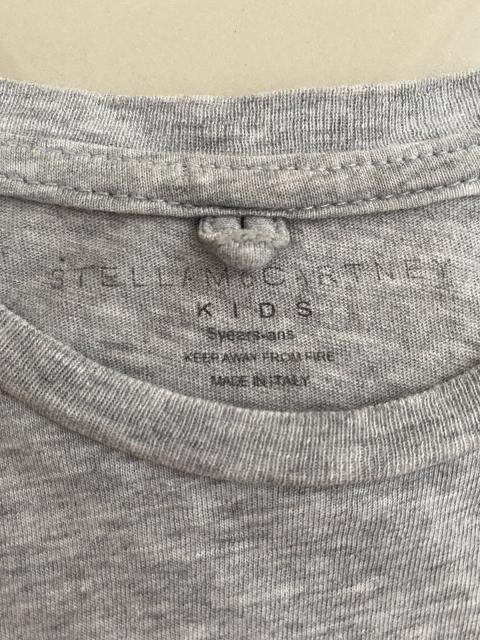 STELLA McCARTNEY
KIDS
5years-ans
KEEP AWAY FROM FIRE
MADE IN ITALY